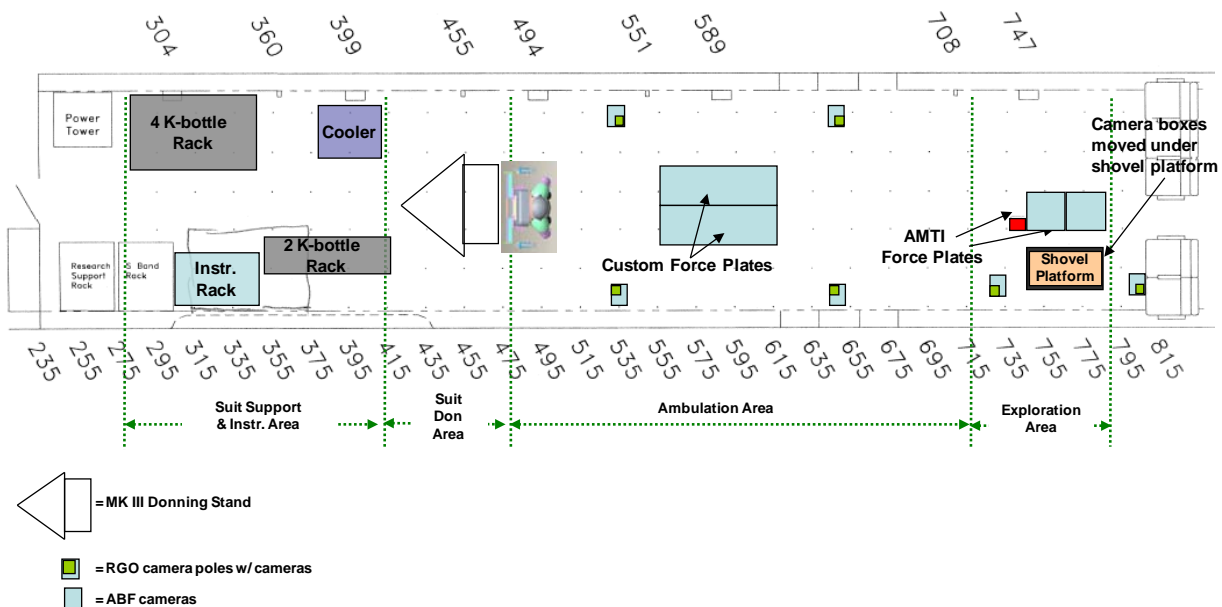 304
360
399
455
494
551
589
708
747
Power
Tower
4 K-bottle
Rack
Cooler
Camera boxes
moved under
shovel platform
AMTI
Force Plates
Custom Force Plates
Research
Support
Rack
S Band
Rack
Instr.
Rack
2 K-bottle
Rack
Shovel
Platform
235
255
275
295
315
335
355
375
395
415
435
455
475
495
535
555
575
595
615
635
655
675
695
715
735
755
775
795
815
Suit Support
& Instr. Area
Suit
Don
Area
Ambulation Area
Exploration
Area
= MK III Donning Stand
= RGO camera poles w/ cameras
= ABF cameras